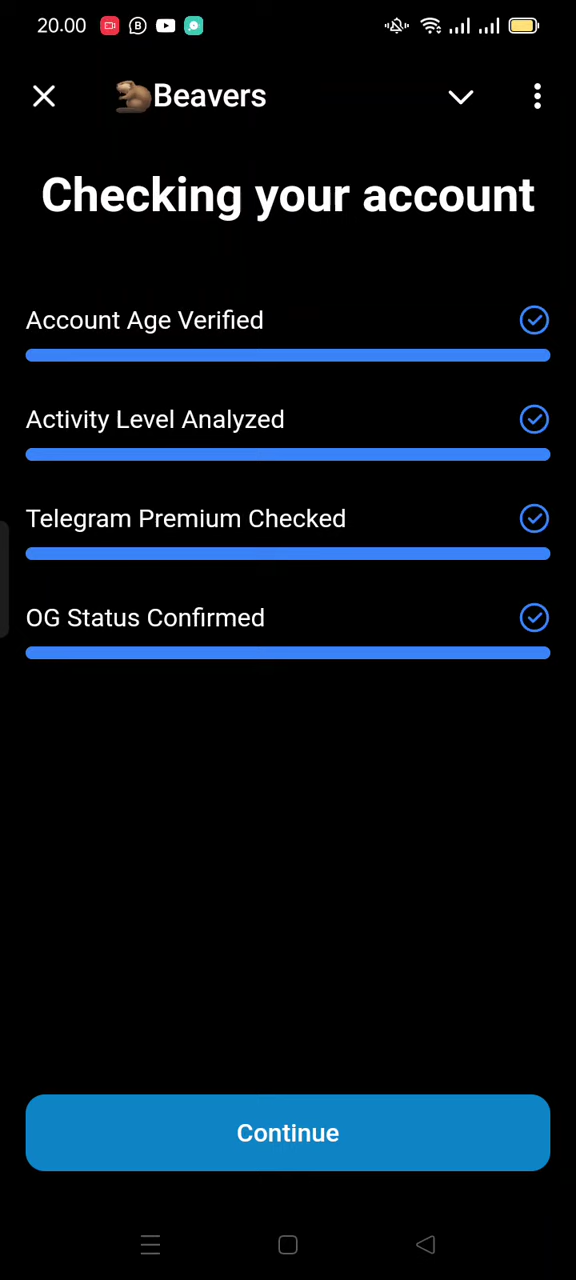 20.00
Beavers
Checking your account
Account Age Verified
Activity Level Analyzed
Telegram Premium Checked
OG Status Confirmed
Continue